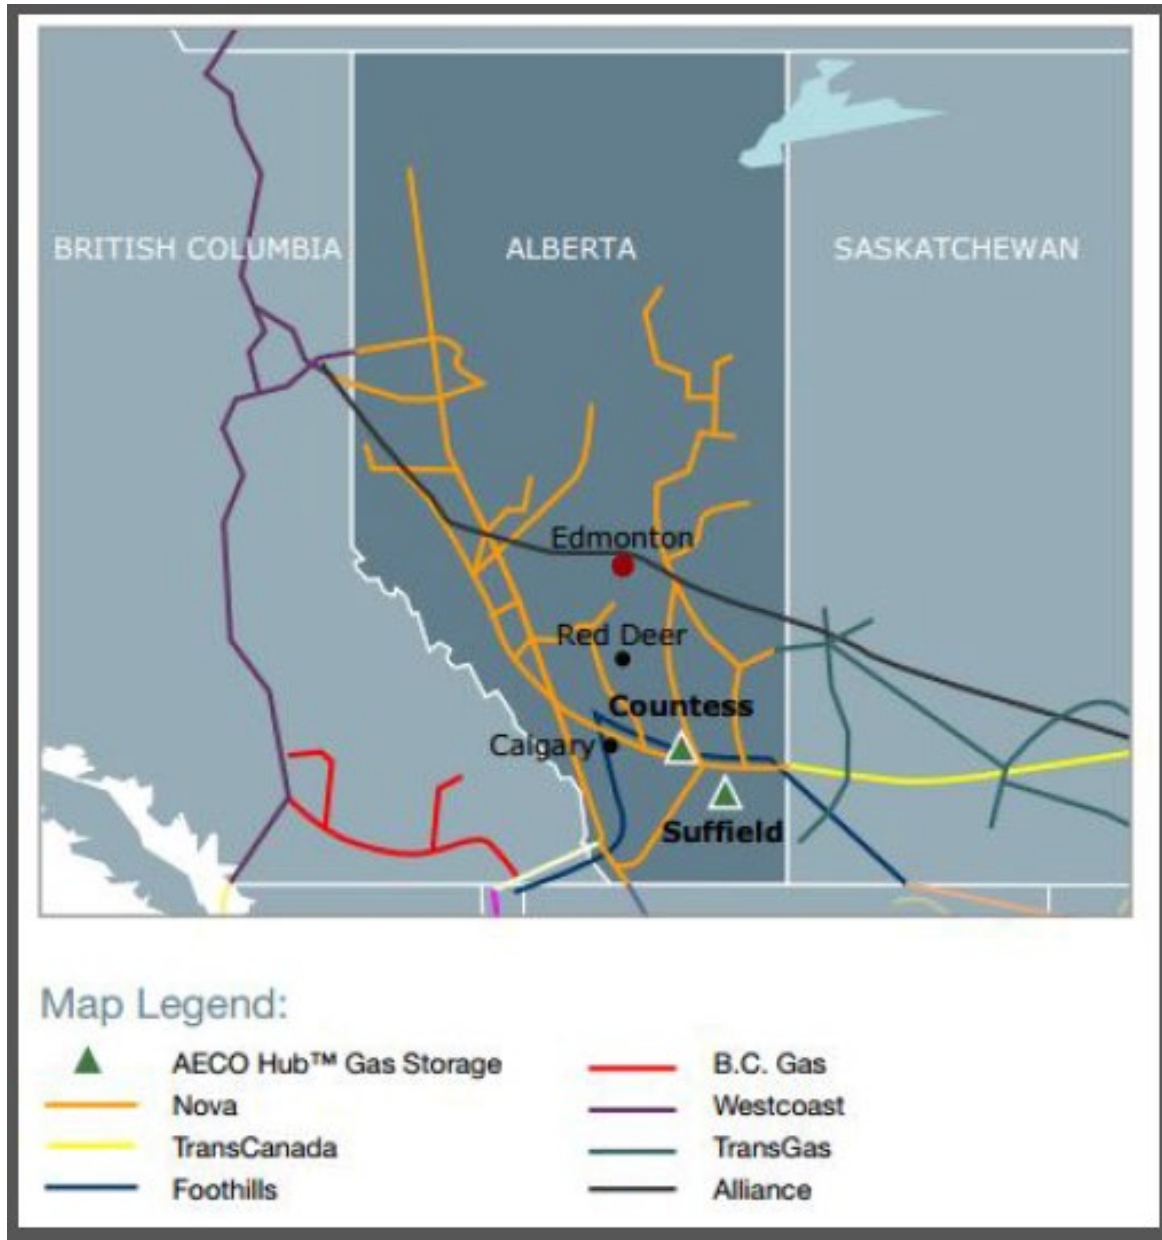 BRITISH COLUMBIA
ALBERTA
SASKATCHEWAN
Edmonton
Red Deer
Countess
Calgary
Suffield
Map Legend:
AECO Hub™ Gas Storage
Nova
TransCanada
Foothills
B.C. Gas
Westcoast
TransGas
Alliance